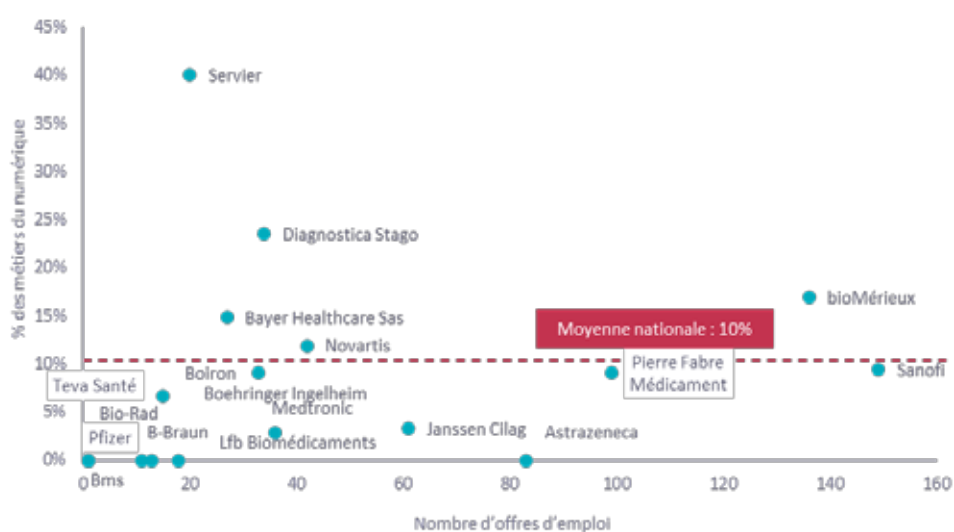 45%
40%
35%
30%
25%
20%
15%
10%
5%
0%
% des métiers du numérique
Servier
Diagnostica Stago
bioMérieux
Bayer Healthcare Sas
Moyenne nationale : 10%
Novartis
Pierre Fabre
Médicament
Sanofi
Boiron
Teva Santé
Boehringer Ingelheim
Medtronic
Bio-Rad
Pfizer
B-Braun
Lfb Biomédicaments
Janssen Cilag
Astrazeneca
Bms
0
20
40
60
80
100
120
140
160
Nombre d'offres d'emploi